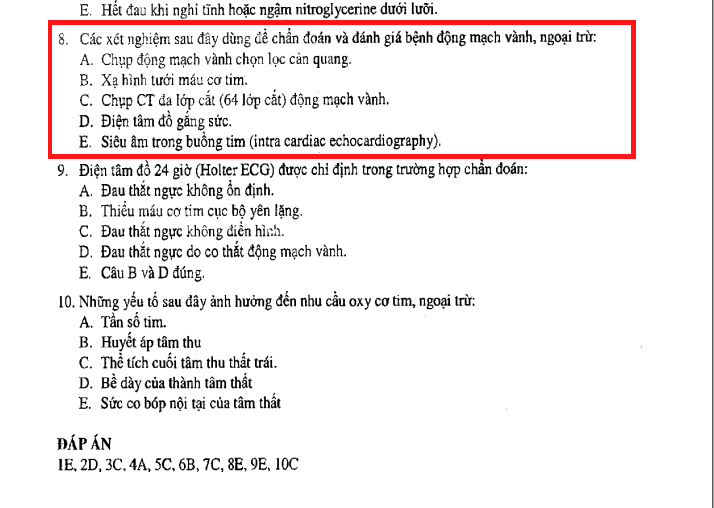 E. Hết đau khi nghỉ tĩnh hoặc ngậm nitroglycerine dưới lưỡi.
8. Các xét nghiệm sau đây dùng để chẩn đoán và đánh giá bệnh động mạch vành, ngoại trừ:
A. Chụp động mạch vành chọn lọc cản quang.
B. Xạ hình tưới máu cơ tim.
C. Chụp CT đa lớp cắt (64 lớp cắt) động mạch vành.
D. Điện tâm đồ gắng sức.
E. Siêu âm trong buồng tim (intra cardiac echocardiography).
9. Điện tâm đồ 24 giờ (Holter ECG) được chỉ định trong trường hợp chẩn đoán:
A. Đau thắt ngực không ổn định.
B. Thiếu máu cơ tim cục bộ yên lặng.
C. Đau thắt ngực không điển hình.
D. Đau thắt ngực do co thắt động mạch vành.
E. Câu B và D đúng.
10. Những yếu tố sau đây ảnh hưởng đến nhu cầu oxy cơ tim, ngoại trừ:
A. Tần số tim.
B. Huyết áp tâm thu
C. Thể tích cuối tâm thu thất trái.
D. Bề dày của thành tâm thất
E. Sức co bóp nội tại của tâm thất
ĐÁP ÁN
1E, 2D, 3C, 4A, 5C, 6B, 7C, 8E, 9E, 10C